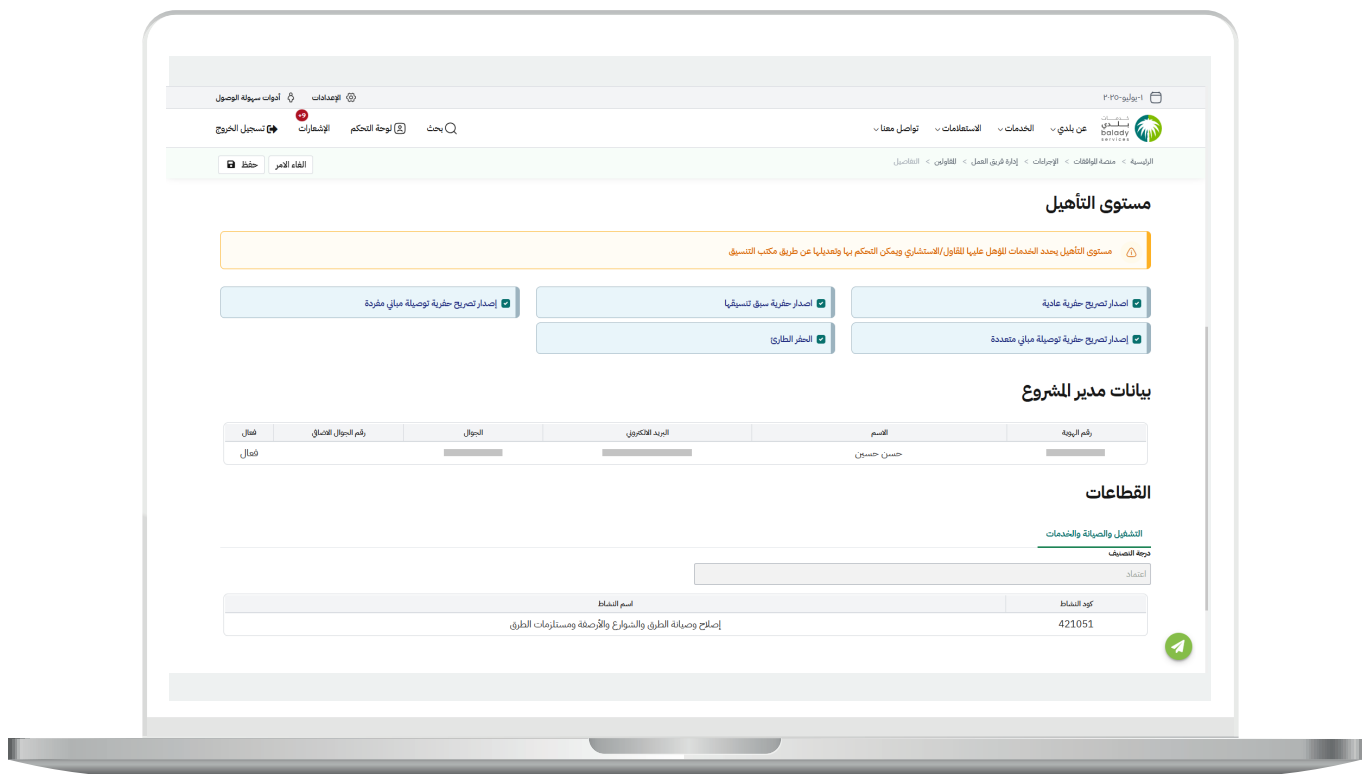 ١-يوليو-٢٠٢٥
الإعدادات
أدوات سهولة الوصول
خدمات
بلدي
balady
services
عن بلدي
الخدمات
الاستعلامات
تواصل معنا
بحث
لوحة التحكم
الإشعارات
+9
تسجيل الخروج
الرئيسية > منصة الموافقات > الإجراءات > إدارة فريق العمل > المقاولين > التفاصيل
الغاء الامر
حفظ
مستوى التأهيل
مستوى التأهيل يحدد الخدمات المؤهل عليها المقاول/الاستشاري ويمكن التحكم بها وتعديلها عن طريق مكتب التنسيق
اصدار تصريح حفرية عادية
اصدار حفرية سبق تنسيقها
إصدار تصريح حفرية توصيلة مباني مفردة
إصدار تصريح حفرية توصيلة مباني متعددة
الحفر الطارئ
بيانات مدير المشروع
رقم الهوية الاسم البريد الالكتروني الجوال رقم الجوال الاضافي فعال
حسن حسين فعال
القطاعات
التشغيل والصيانة والخدمات
درجة التصنيف
اعتماد
كود النشاط اسم النشاط
421051 إصلاح وصيانة الطرق والشوارع والأرصفة ومستلزمات الطرق